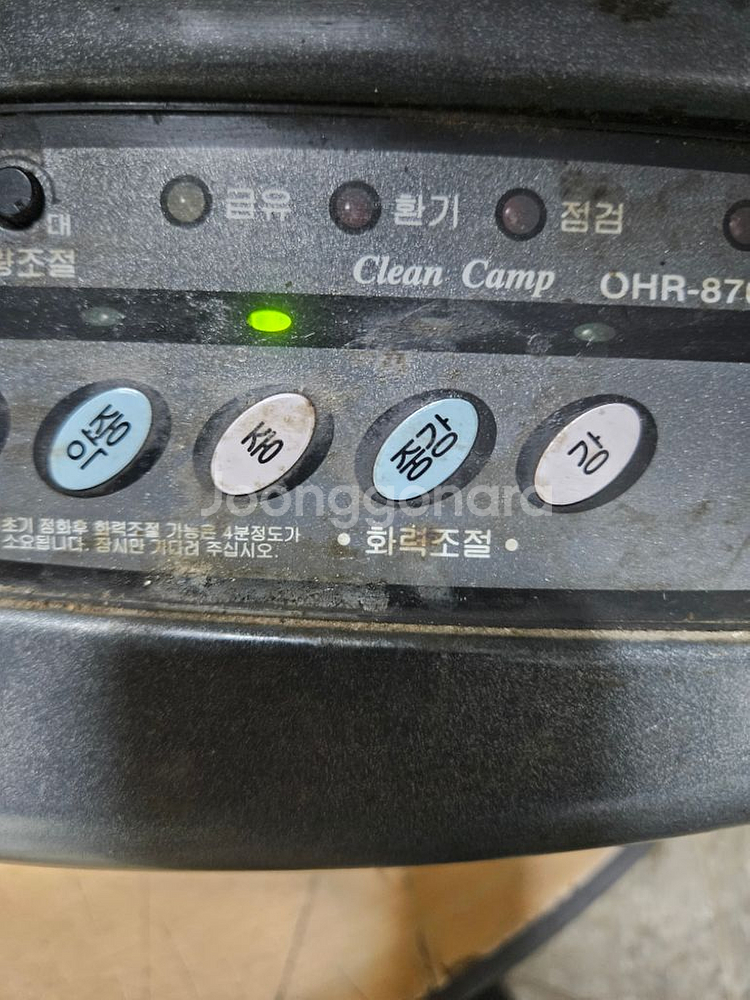 대
급유 환기 점검
조절
Clean Camp OHR-870
약중 중 중강 강
Joonggonara
초기 점화후 화력조절 가능은 4분정도가
소요됩니다. 잠시만 기다려 주십시오.
• 화력조절 •